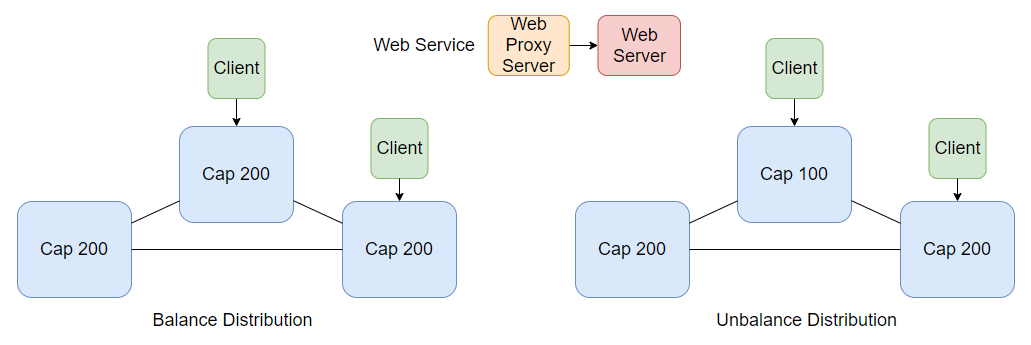 Web Service
Web
Proxy
Server
Web
Server
Client
Cap 200
Client
Cap 200
Cap 200
Balance Distribution
Client
Cap 100
Client
Cap 200
Cap 200
Unbalance Distribution